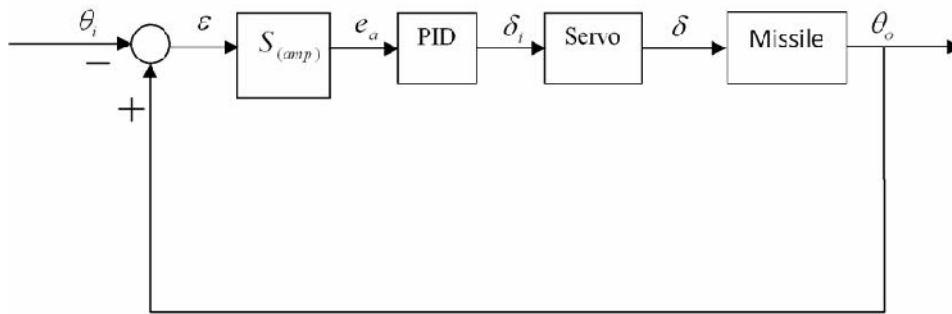 θi ε S(amp) ea PID δi Servo δ Missile θo
−
+